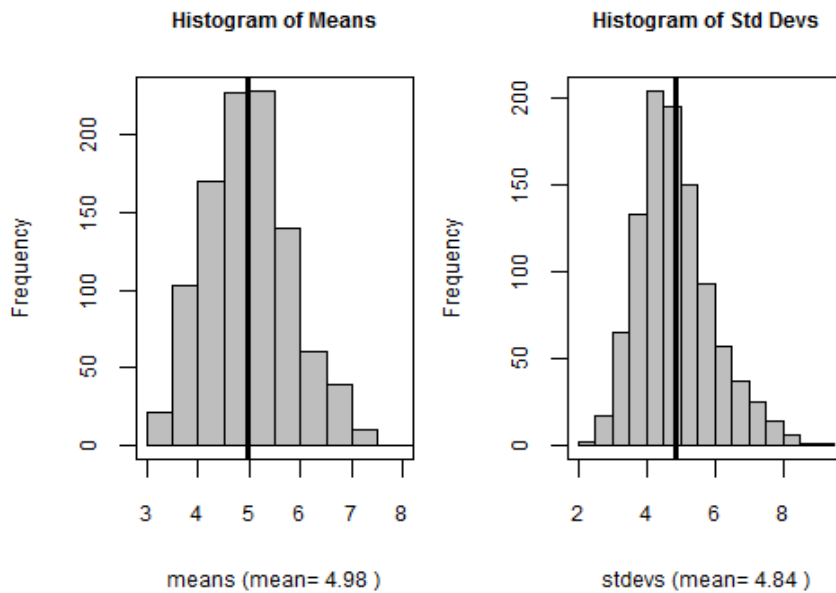 Histogram of Means
Frequency
200
150
100
50
0
3 4 5 6 7 8
means (mean= 4.98 )
Histogram of Std Devs
Frequency
200
150
100
50
0
2 4 6 8
stdevs (mean= 4.84 )